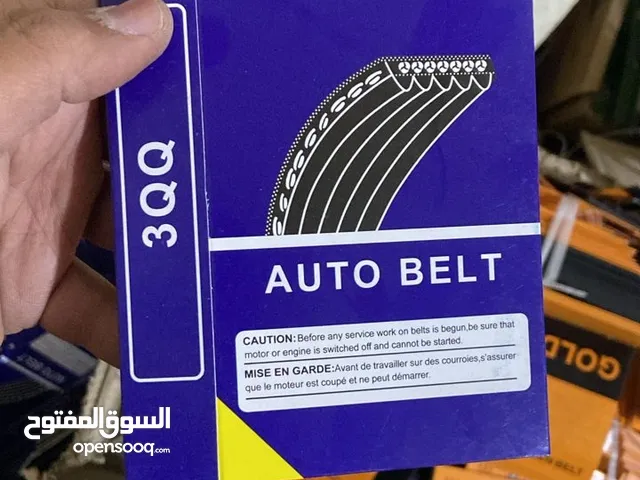 3QQ
AUTO BELT
CAUTION:Before any service work on belts is begun,be sure that
motor or engine is switched off and cannot be started.
MISE EN GARDE:Avant de travailler sur des courroies,s'assurer
que le moteur est coupé et ne peut démarrer.
GOLD
السوق المفتوح
opensooq.com
BELT